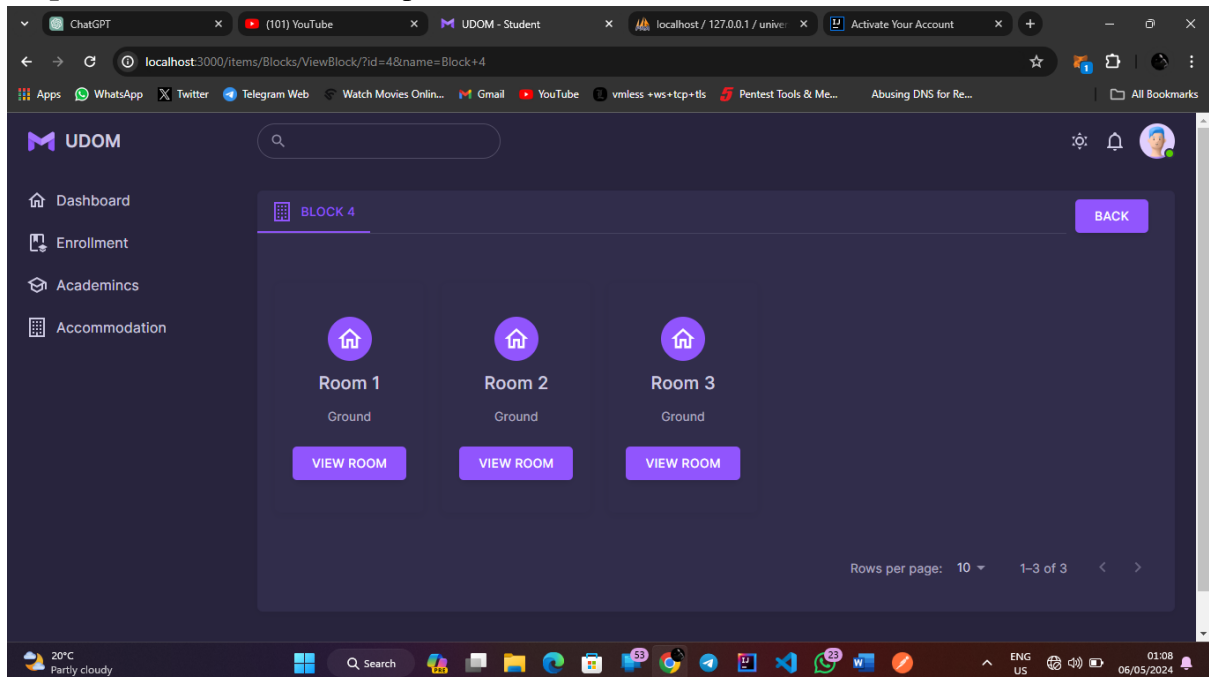 ChatGPT
(101) YouTube
UDOM - Student
localhost / 127.0.0.1 / univer
Activate Your Account
localhost:3000/items/Blocks/ViewBlock/?id=4&name=Block+4
Apps
WhatsApp
Twitter
Telegram Web
Watch Movies Onlin...
Gmail
YouTube
vmless +ws+tcp+tls
Pentest Tools & Me...
Abusing DNS for Re...
All Bookmarks
UDOM
Dashboard
Enrollment
Academincs
Accommodation
BLOCK 4
BACK
Room 1
Ground
VIEW ROOM
Room 2
Ground
VIEW ROOM
Room 3
Ground
VIEW ROOM
Rows per page: 10
1–3 of 3
20°C
Partly cloudy
Search
PRE
53
23
ENG
US
01:08
06/05/2024